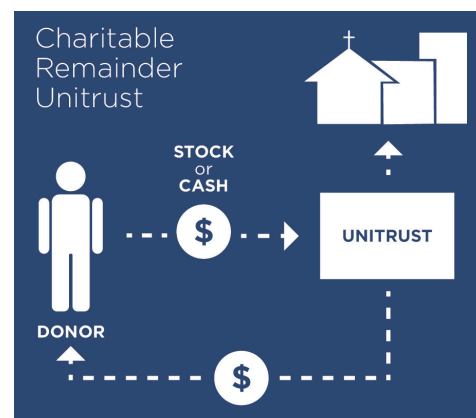 Charitable
Remainder
Unitrust
STOCK
or
CASH
$
UNITRUST
DONOR
$